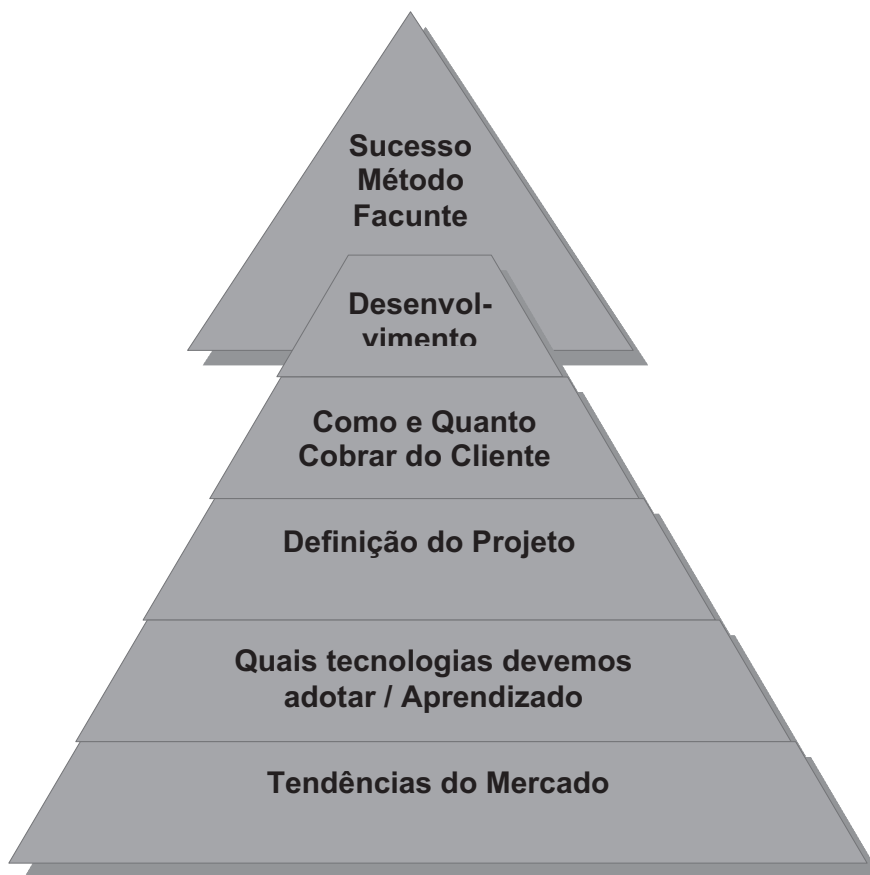 Sucesso
Método
Facunte
Desenvol-
vimento
Como e Quanto
Cobrar do Cliente
Definição do Projeto
Quais tecnologias devemos
adotar / Aprendizado
Tendências do Mercado